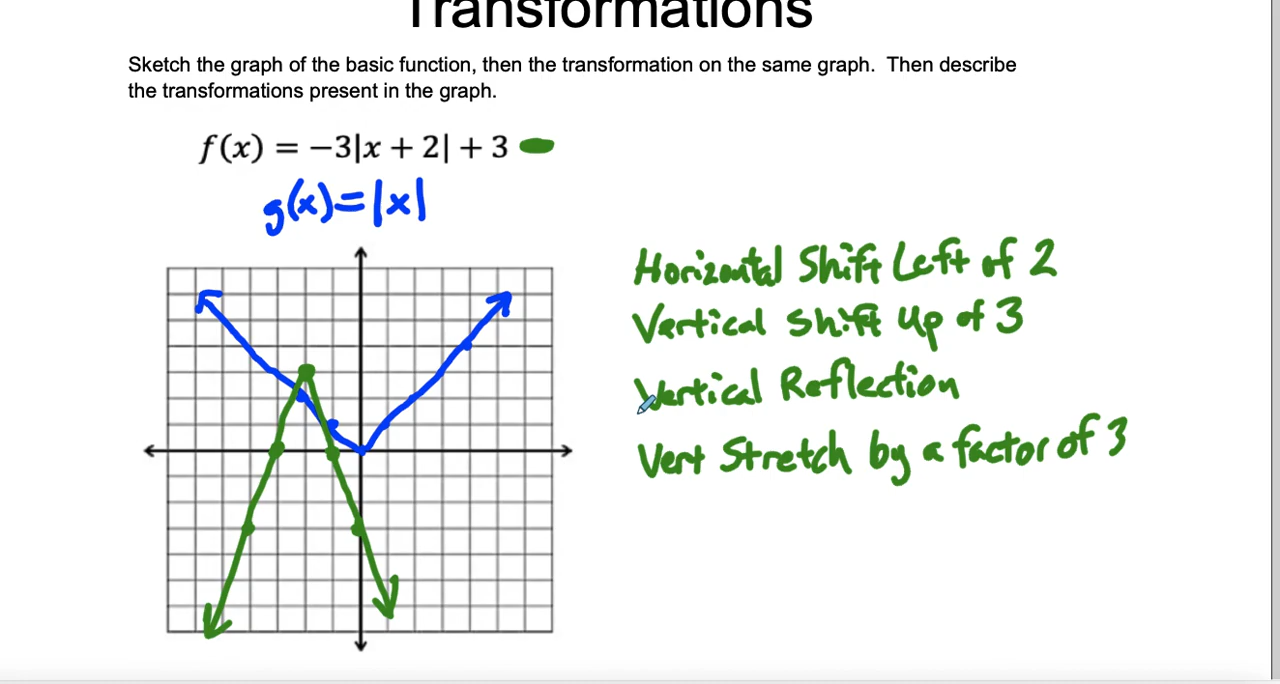 Transformations
Sketch the graph of the basic function, then the transformation on the same graph. Then describe
the transformations present in the graph.
f(x) = −3|x + 2| + 3
g(x)=|x|
Horizontal Shift Left of 2
Vertical Shift Up of 3
Vertical Reflection
Vert Stretch by a factor of 3